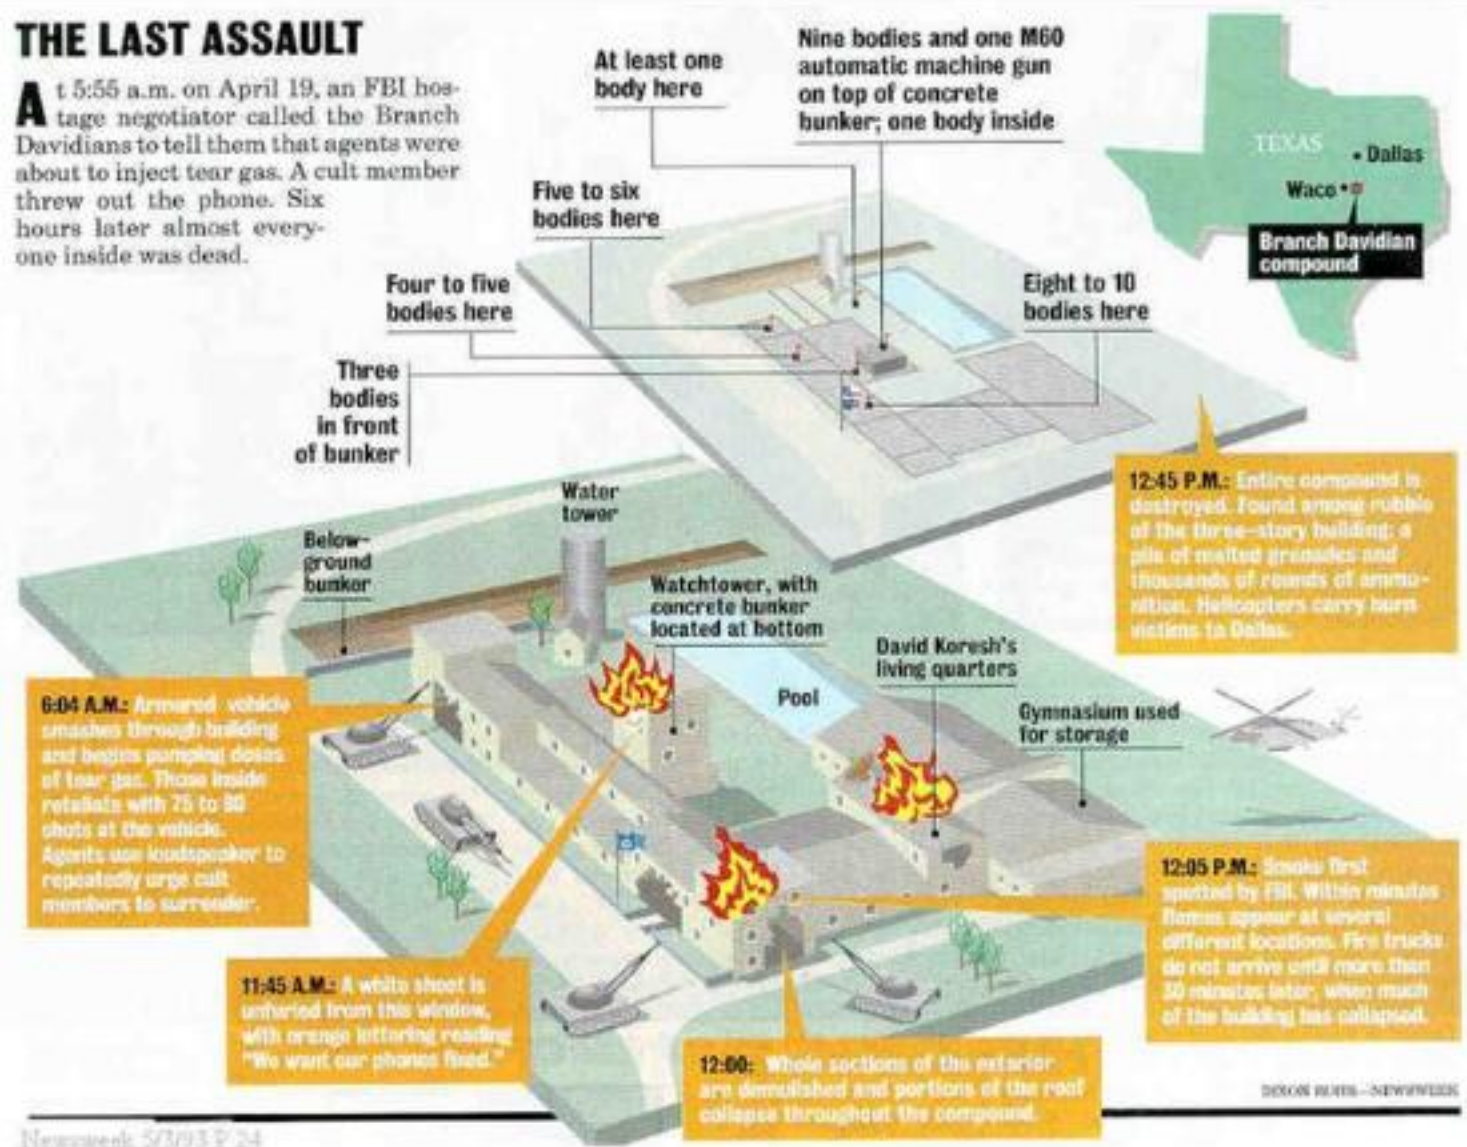 THE LAST ASSAULT
At 5:55 a.m. on April 19, an FBI hos-
tage negotiator called the Branch
Davidians to tell them that agents were
about to inject tear gas. A cult member
threw out the phone. Six
hours later almost every-
one inside was dead.
At least one
body here
Nine bodies and one M60
automatic machine gun
on top of concrete
bunker; one body inside
Five to six
bodies here
Four to five
bodies here
Three
bodies
in front
of bunker
Eight to 10
bodies here
TEXAS
Dallas
Waco
Branch Davidian
compound
12:45 P.M.: Entire compound is
destroyed. Found among rubble
of the three-story building: a
pile of melted grenades and
thousands of rounds of ammu-
nition. Helicopters carry burn
victims to Dallas.
Water
tower
Below-
ground
bunker
Watchtower, with
concrete bunker
located at bottom
Pool
David Koresh's
living quarters
Gymnasium used
for storage
6:04 A.M.: Armored vehicle
smashes through building
and begins pumping doses
of tear gas. Those inside
retaliate with 75 to 80
shots at the vehicle.
Agents use loudspeaker to
repeatedly urge cult
members to surrender.
11:45 A.M.: A white sheet is
unfurled from this window,
with orange lettering reading
"We want our phones fixed."
12:00: Whole sections of the exterior
are demolished and portions of the roof
collapse throughout the compound.
12:05 P.M.: Smoke first
spotted by FBI. Within minutes
flames appear at several
different locations. Fire trucks
do not arrive until more than
30 minutes later, when much
of the building has collapsed.
DIXON ROHR—NEWSWEEK
Newsweek 5/3/93 P 24